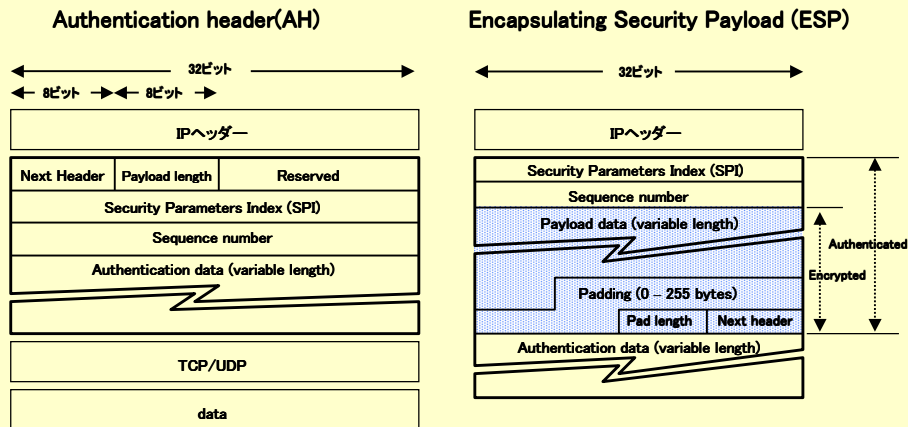 Authentication header(AH)
32ビット
8ビット 8ビット
IPヘッダー
Next Header Payload length Reserved
Security Parameters Index (SPI)
Sequence number
Authentication data (variable length)
TCP/UDP
data
Encapsulating Security Payload (ESP)
32ビット
IPヘッダー
Security Parameters Index (SPI)
Sequence number
Payload data (variable length)
Padding (0 – 255 bytes)
Pad length Next header
Authentication data (variable length)
Encrypted
Authenticated